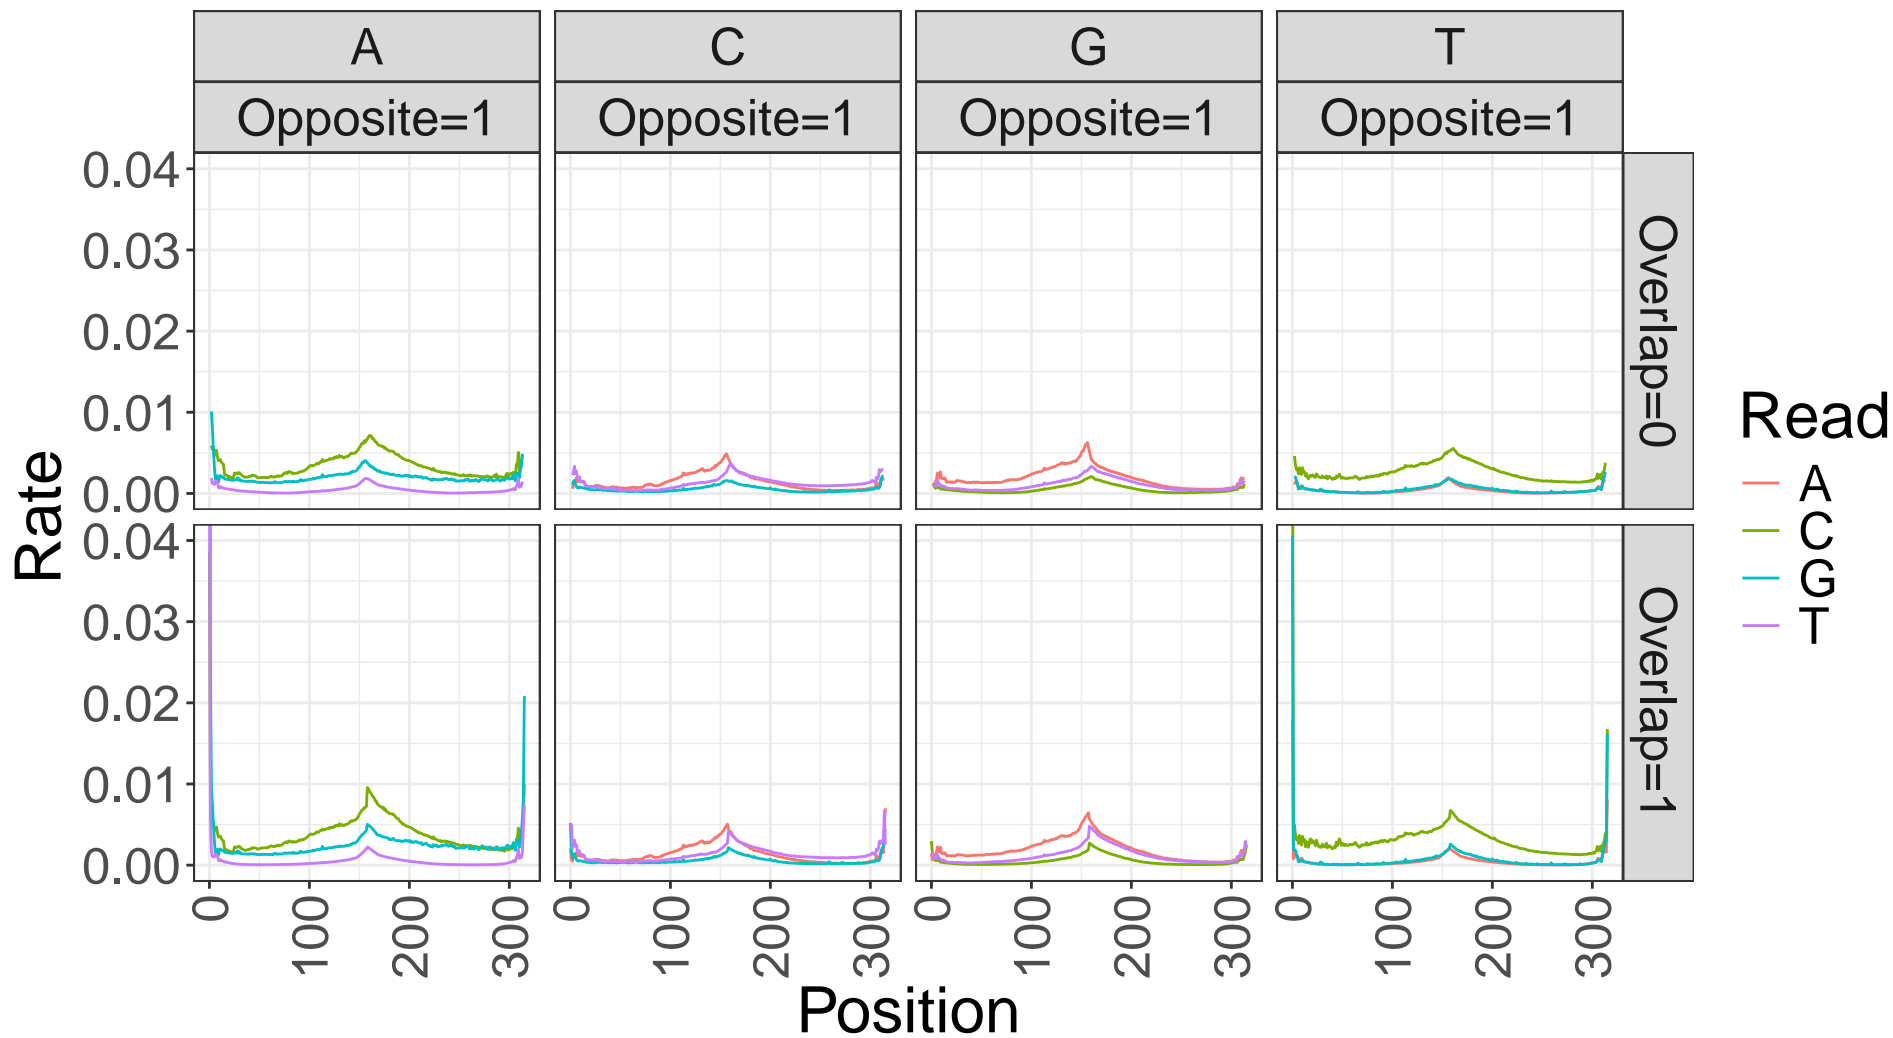 A C G T
Opposite=1 Opposite=1 Opposite=1 Opposite=1
0.04
0.03
0.02
0.01
0.00
Overlap=0
0.04
0.03
0.02
0.01
0.00
Overlap=1
Rate
0 100 200 300 0 100 200 300 0 100 200 300 0 100 200 300
Position
Read
A
C
G
T